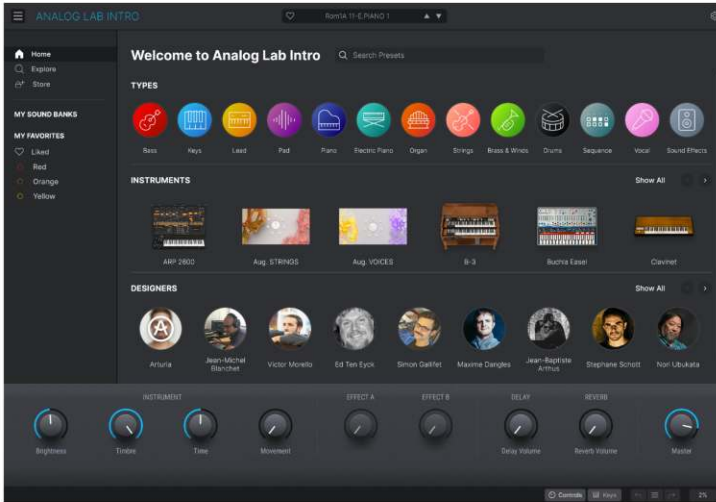 ANALOG LAB INTRO
Rom1A 11-E.PIANO 1
Home
Explore
Store
MY SOUND BANKS
MY FAVORITES
Liked
Red
Orange
Yellow
Welcome to Analog Lab Intro
Search Presets
TYPES
Bass Keys Lead Pad Piano Electric Piano Organ Strings Brass & Winds Drums Sequence Vocal Sound Effects
INSTRUMENTS Show All
ARP 2600 Aug. STRINGS Aug. VOICES B-3 Buchla Easel Clavinet
DESIGNERS Show All
Arturia Jean-Michel Blanchet Victor Morello Ed Ten Eyck Simon Gallifet Maxime Dangles Jean-Baptiste Arthus Stephane Schott Nori Ubukata
INSTRUMENT EFFECT A EFFECT B DELAY REVERB
Brightness Timbre Time Movement Delay Volume Reverb Volume Master
Controls Keys 2%